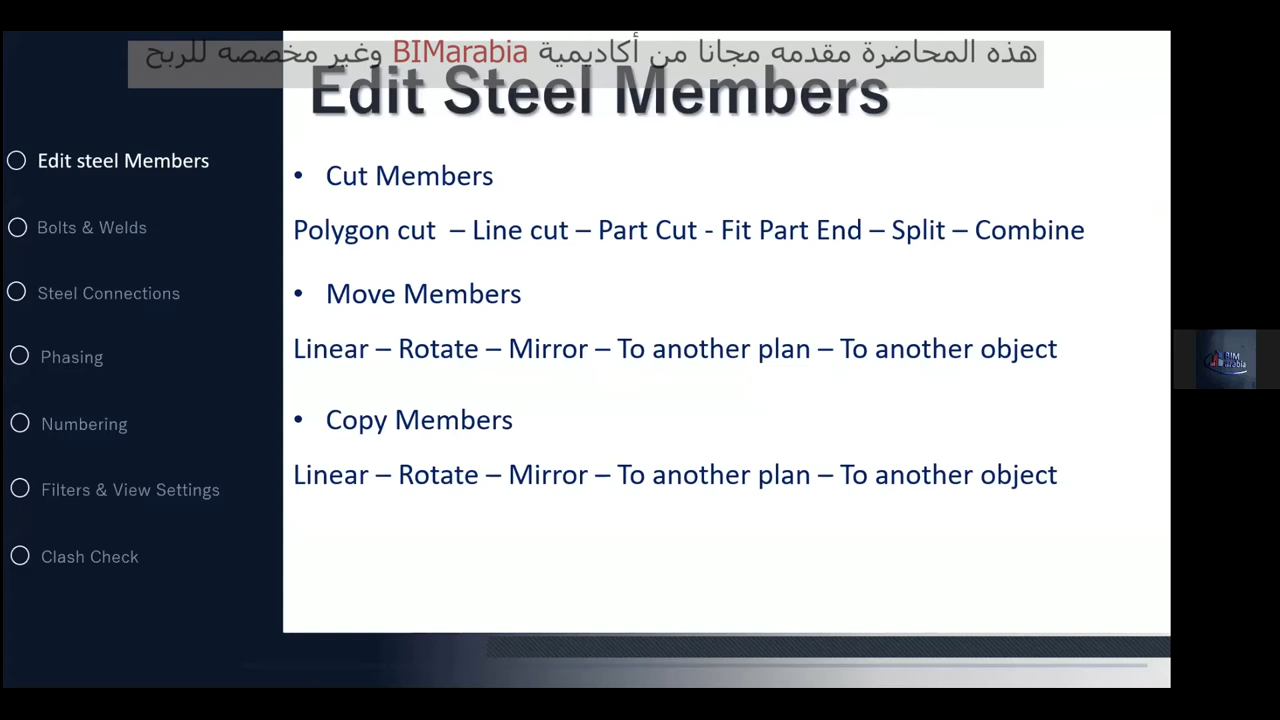 هذه المحاضرة مقدمه مجانا من أكاديمية BIMarabia وغير مخصصه للربح
Edit Steel Members
Edit steel Members
Bolts & Welds
Steel Connections
Phasing
Numbering
Filters & View Settings
Clash Check
• Cut Members
Polygon cut – Line cut – Part Cut - Fit Part End – Split – Combine
• Move Members
Linear – Rotate – Mirror – To another plan – To another object
• Copy Members
Linear – Rotate – Mirror – To another plan – To another object
BIM
arabia